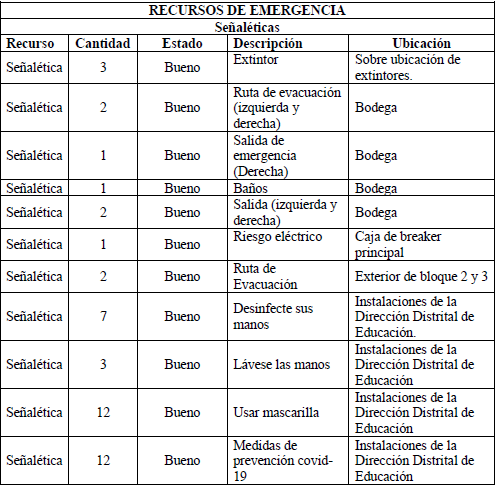 RECURSOS DE EMERGENCIA
Señaléticas
Recurso Cantidad Estado Descripción Ubicación
Señalética 3 Bueno Extintor Sobre ubicación de
extintores.
Señalética 2 Bueno Ruta de evacuación
(izquierda y
derecha) Bodega
Señalética 1 Bueno Salida de
emergencia
(Derecha) Bodega
Señalética 1 Bueno Baños Bodega
Señalética 2 Bueno Salida (izquierda y
derecha) Bodega
Señalética 1 Bueno Riesgo eléctrico Caja de breaker
principal
Señalética 2 Bueno Ruta de
Evacuación Exterior de bloque 2 y 3
Señalética 7 Bueno Desinfecte sus
manos Instalaciones de la
Dirección Distrital de
Educación.
Señalética 3 Bueno Lávese las manos Instalaciones de la
Dirección Distrital de
Educación
Señalética 12 Bueno Usar mascarilla Instalaciones de la
Dirección Distrital de
Educación
Señalética 12 Bueno Medidas de
prevención covid-
19 Instalaciones de la
Dirección Distrital de
Educación